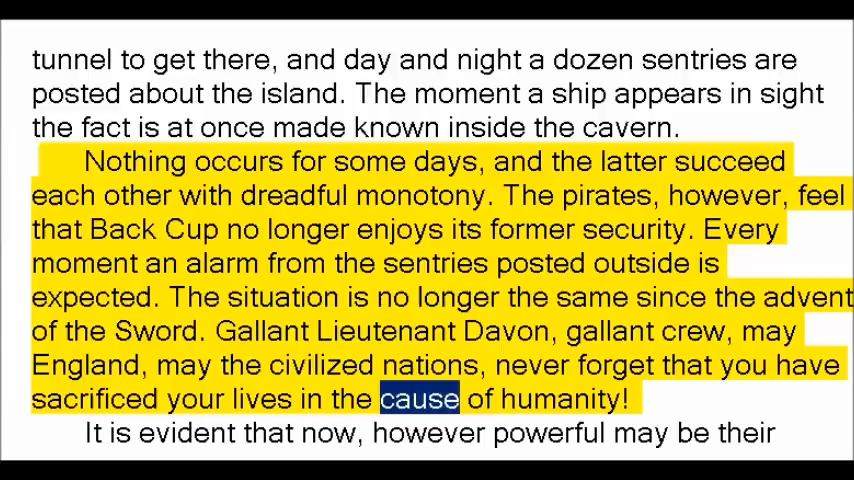 tunnel to get there, and day and night a dozen sentries are
posted about the island. The moment a ship appears in sight
the fact is at once made known inside the cavern.
Nothing occurs for some days, and the latter succeed
each other with dreadful monotony. The pirates, however, feel
that Back Cup no longer enjoys its former security. Every
moment an alarm from the sentries posted outside is
expected. The situation is no longer the same since the advent
of the Sword. Gallant Lieutenant Davon, gallant crew, may
England, may the civilized nations, never forget that you have
sacrificed your lives in the cause of humanity!
It is evident that now, however powerful may be their